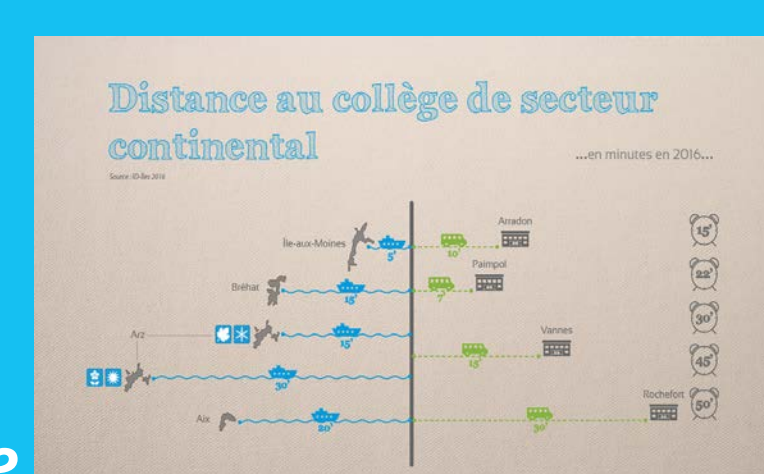 Distance au collège de secteur
continental
...en minutes en 2016...
Arradon
Île-aux-Moines
5'
10'
15'
Paimpol
Bréhat
15'
7'
22'
Arz
15'
Vannes
15'
30'
30'
45'
Aix
20'
Rochefort
30'
50'